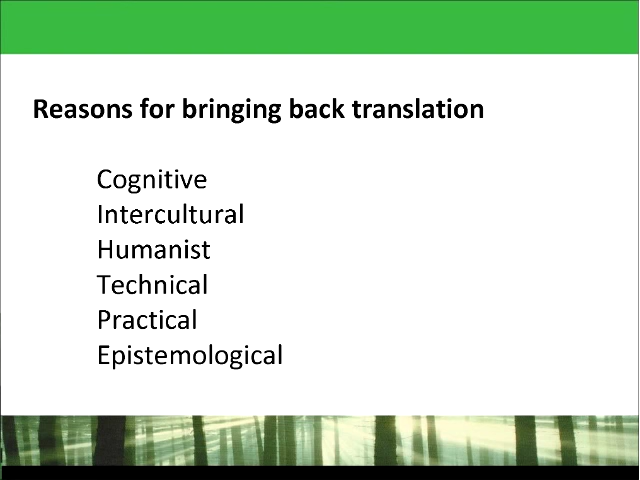 Reasons for bringing back translation
Cognitive
Intercultural
Humanist
Technical
Practical
Epistemological